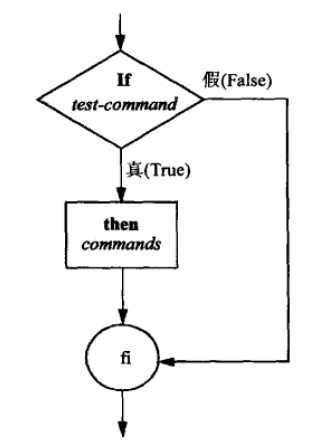 If
test-command
假(False)
真(True)
then
commands
fi